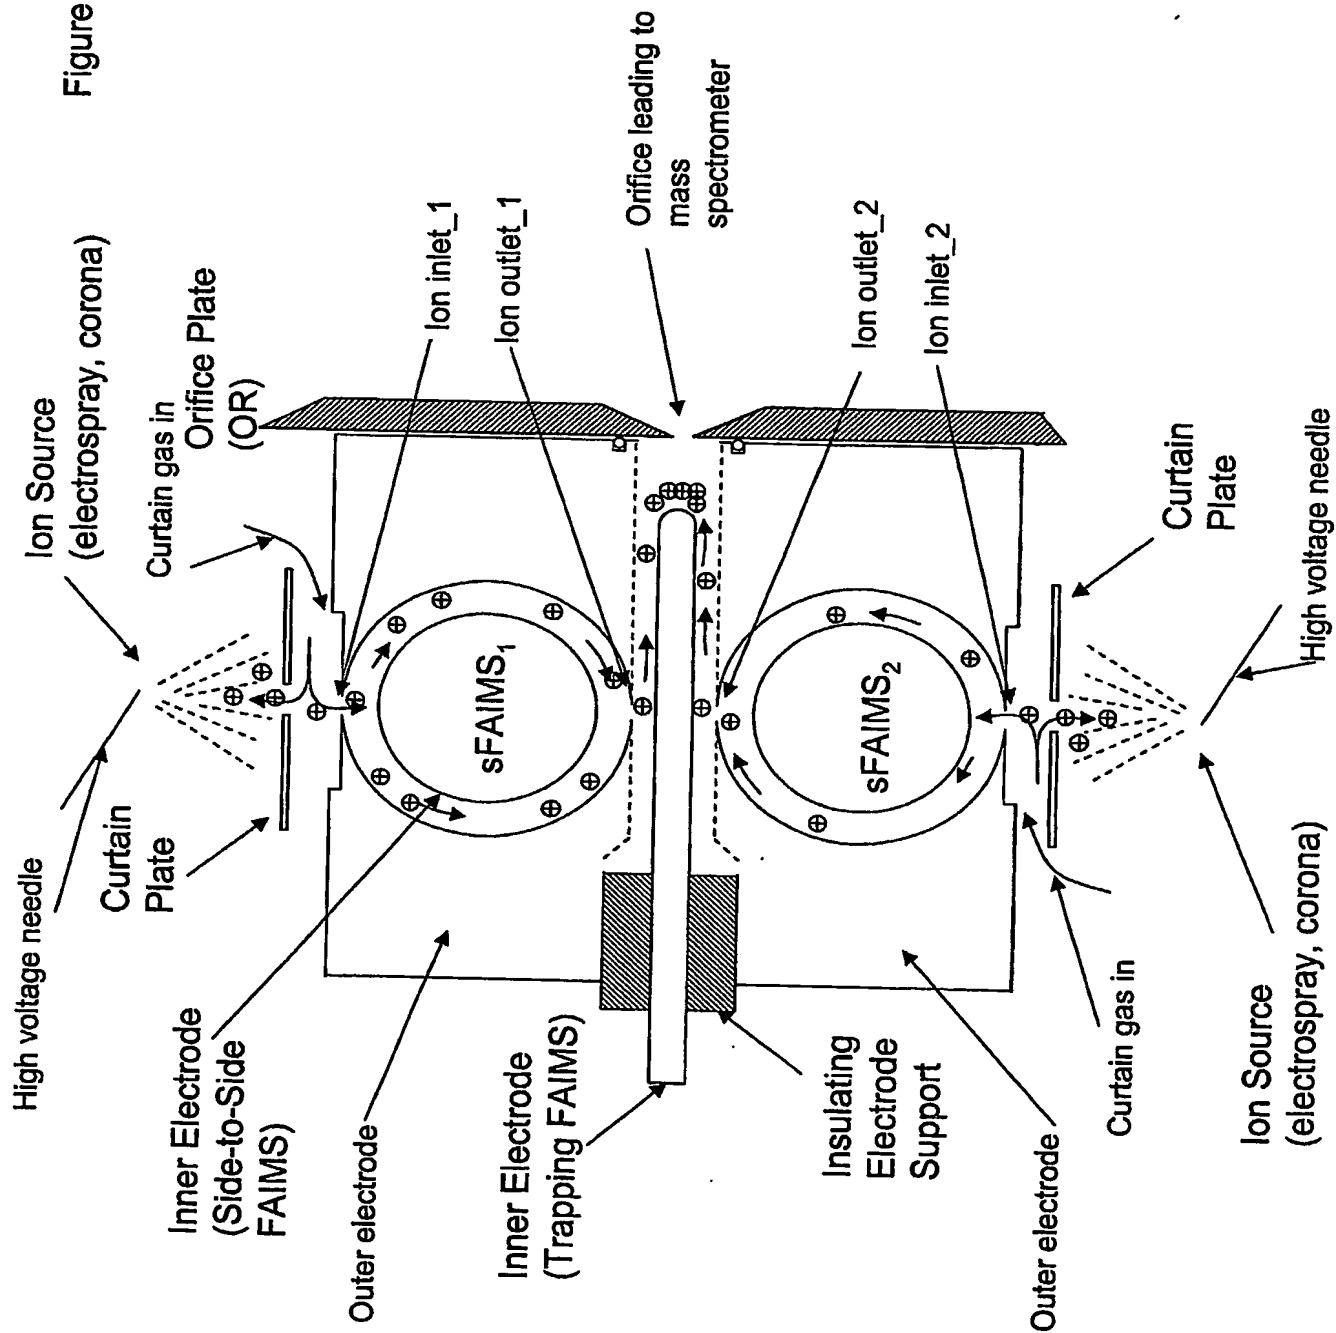 Figure
Ion Source
(electrospray, corona)
Curtain gas in
Orifice Plate
(OR)
Ion inlet_1
Ion outlet_1
Orifice leading to
mass
spectrometer
Ion outlet_2
Ion inlet_2
Curtain
Plate
High voltage needle
High voltage needle
Curtain
Plate
sFAIMS1
sFAIMS2
Inner Electrode
(Side-to-Side
FAIMS)
Outer electrode
Inner Electrode
(Trapping FAIMS)
Insulating
Electrode
Support
Outer electrode
Curtain gas in
Ion Source
(electrospray, corona)